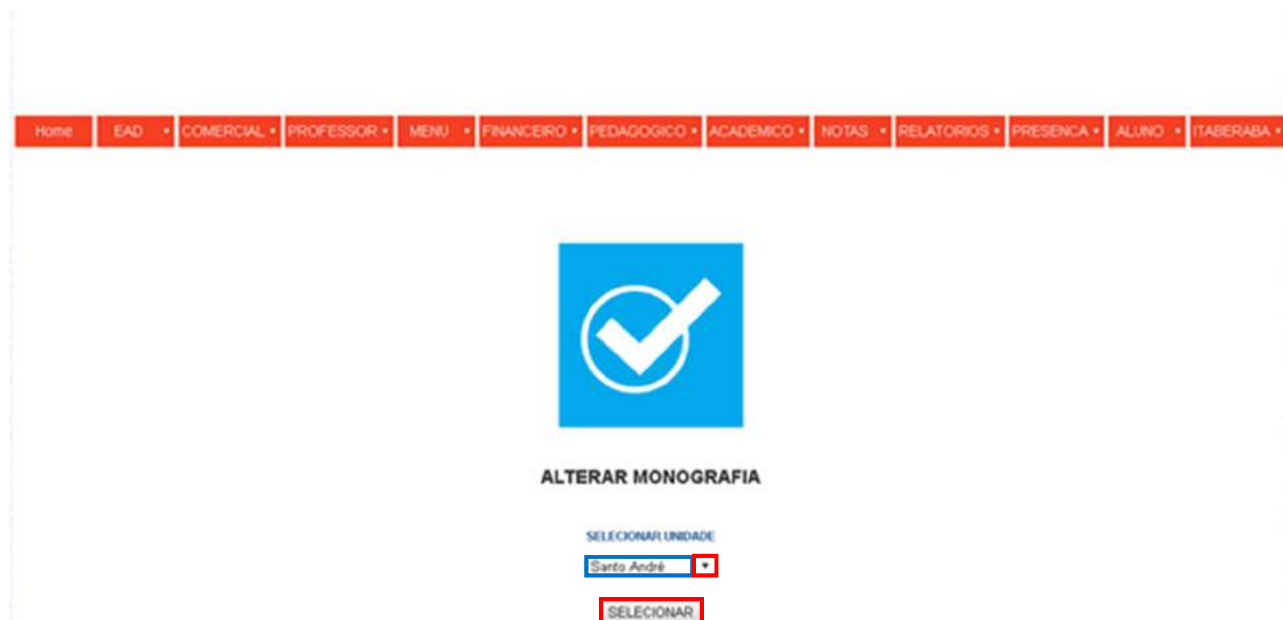 Home EAD COMERCIAL PROFESSOR MENU FINANCEIRO PEDAGOGICO ACADEMICO NOTAS RELATORIOS PRESENCA ALUNO ITABERABA
ALTERAR MONOGRAFIA
SELECIONAR UNIDADE
Santo André
SELECIONAR